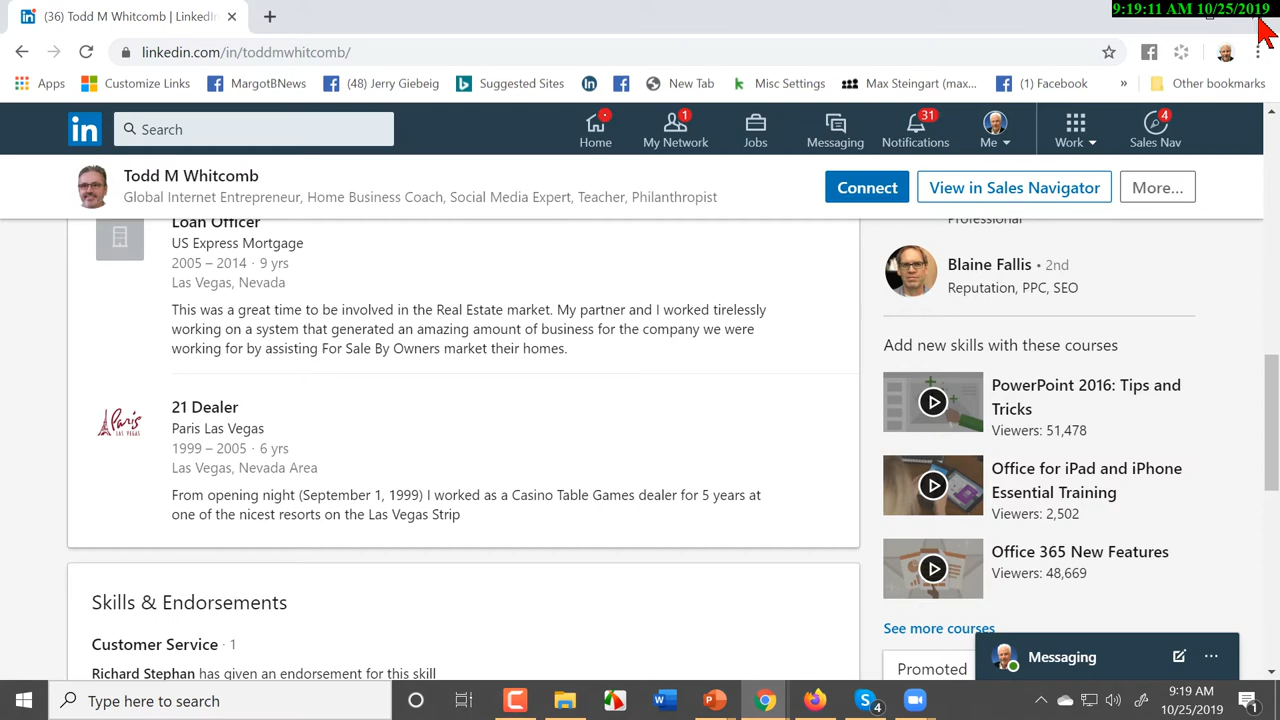 (36) Todd M Whitcomb | LinkedIn
9:19:11 AM 10/25/2019
linkedin.com/in/toddmwhitcomb/
Apps
Customize Links
MargotBNews
(48) Jerry Giebeig
Suggested Sites
New Tab
Misc Settings
Max Steingart (max...
(1) Facebook
»
Other bookmarks
in
Search
Home
My Network
1
Jobs
Messaging
Notifications
31
Me
Work
Sales Nav
4
Todd M Whitcomb
Global Internet Entrepreneur, Home Business Coach, Social Media Expert, Teacher, Philanthropist
Connect
View in Sales Navigator
More...
Loan Officer
US Express Mortgage
2005 – 2014 · 9 yrs
Las Vegas, Nevada
This was a great time to be involved in the Real Estate market. My partner and I worked tirelessly
working on a system that generated an amazing amount of business for the company we were
working for by assisting For Sale By Owners market their homes.
Paris
LAS VEGAS
21 Dealer
Paris Las Vegas
1999 – 2005 · 6 yrs
Las Vegas, Nevada Area
From opening night (September 1, 1999) I worked as a Casino Table Games dealer for 5 years at
one of the nicest resorts on the Las Vegas Strip
Skills & Endorsements
Customer Service · 1
Richard Stephan has given an endorsement for this skill
Professional
Blaine Fallis • 2nd
Reputation, PPC, SEO
Add new skills with these courses
PowerPoint 2016: Tips and
Tricks
Viewers: 51,478
Office for iPad and iPhone
Essential Training
Viewers: 2,502
Office 365 New Features
Viewers: 48,669
See more courses
Promoted
Messaging
Type here to search
4
9:19 AM
10/25/2019
1